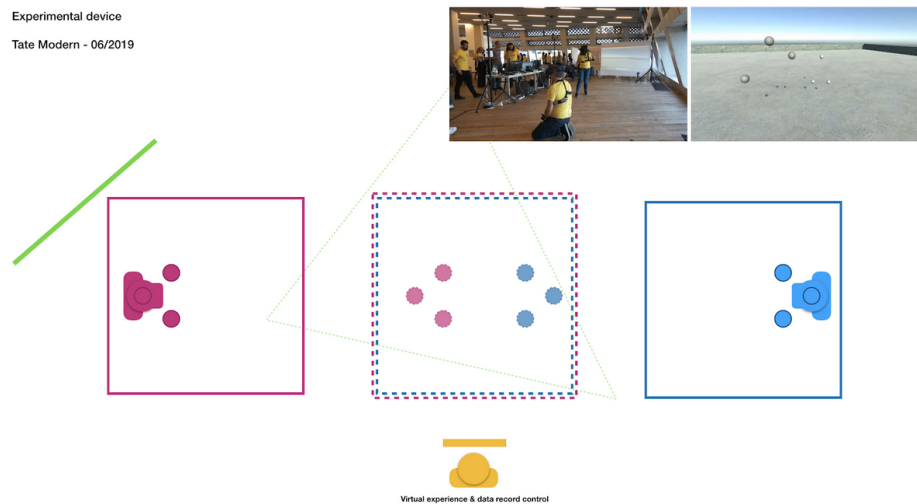 Experimental device
Tate Modern - 06/2019
Virtual experience & data record control